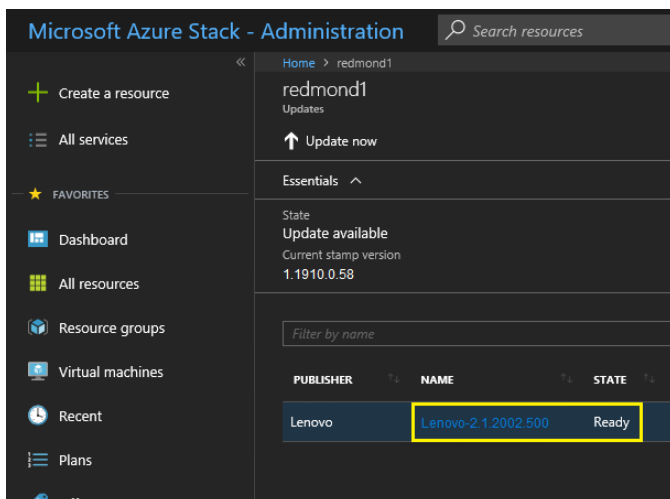 Microsoft Azure Stack - Administration
Search resources
Home > redmond1
redmond1
Updates
Update now
Essentials
State
Update available
Current stamp version
1.1910.0.58
Filter by name
PUBLISHER NAME STATE
Lenovo Lenovo-2.1.2002.500 Ready
Create a resource
All services
FAVORITES
Dashboard
All resources
Resource groups
Virtual machines
Recent
Plans